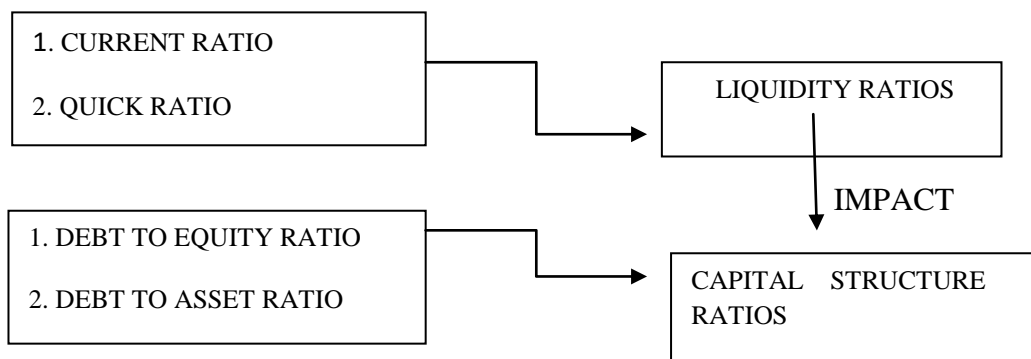 1. CURRENT RATIO
2. QUICK RATIO
LIQUIDITY RATIOS
IMPACT
1. DEBT TO EQUITY RATIO
2. DEBT TO ASSET RATIO
CAPITAL STRUCTURE
RATIOS